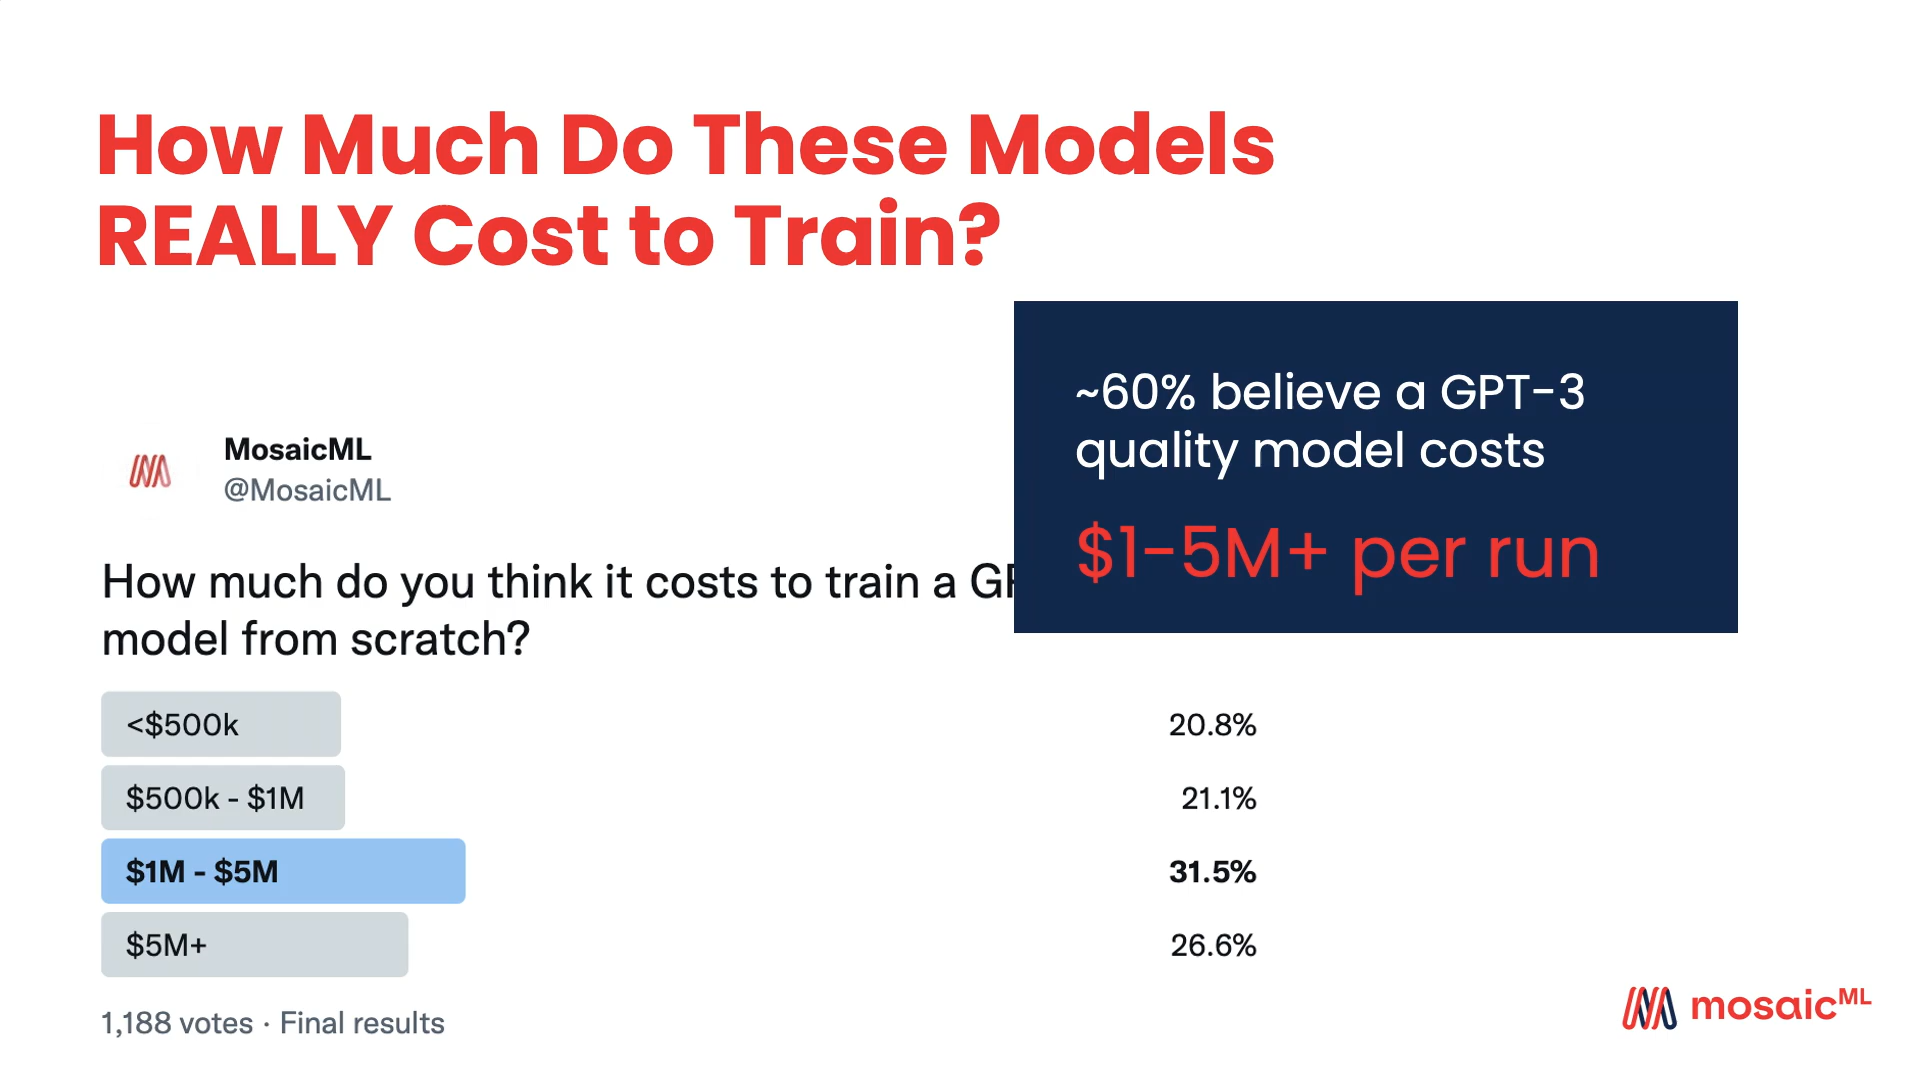 How Much Do These Models
REALLY Cost to Train?
~60% believe a GPT-3
quality model costs
$1-5M+ per run
MosaicML
@MosaicML
How much do you think it costs to train a
model from scratch?
<$500k 20.8%
$500k - $1M 21.1%
$1M - $5M 31.5%
$5M+ 26.6%
1,188 votes · Final results
mosaicML